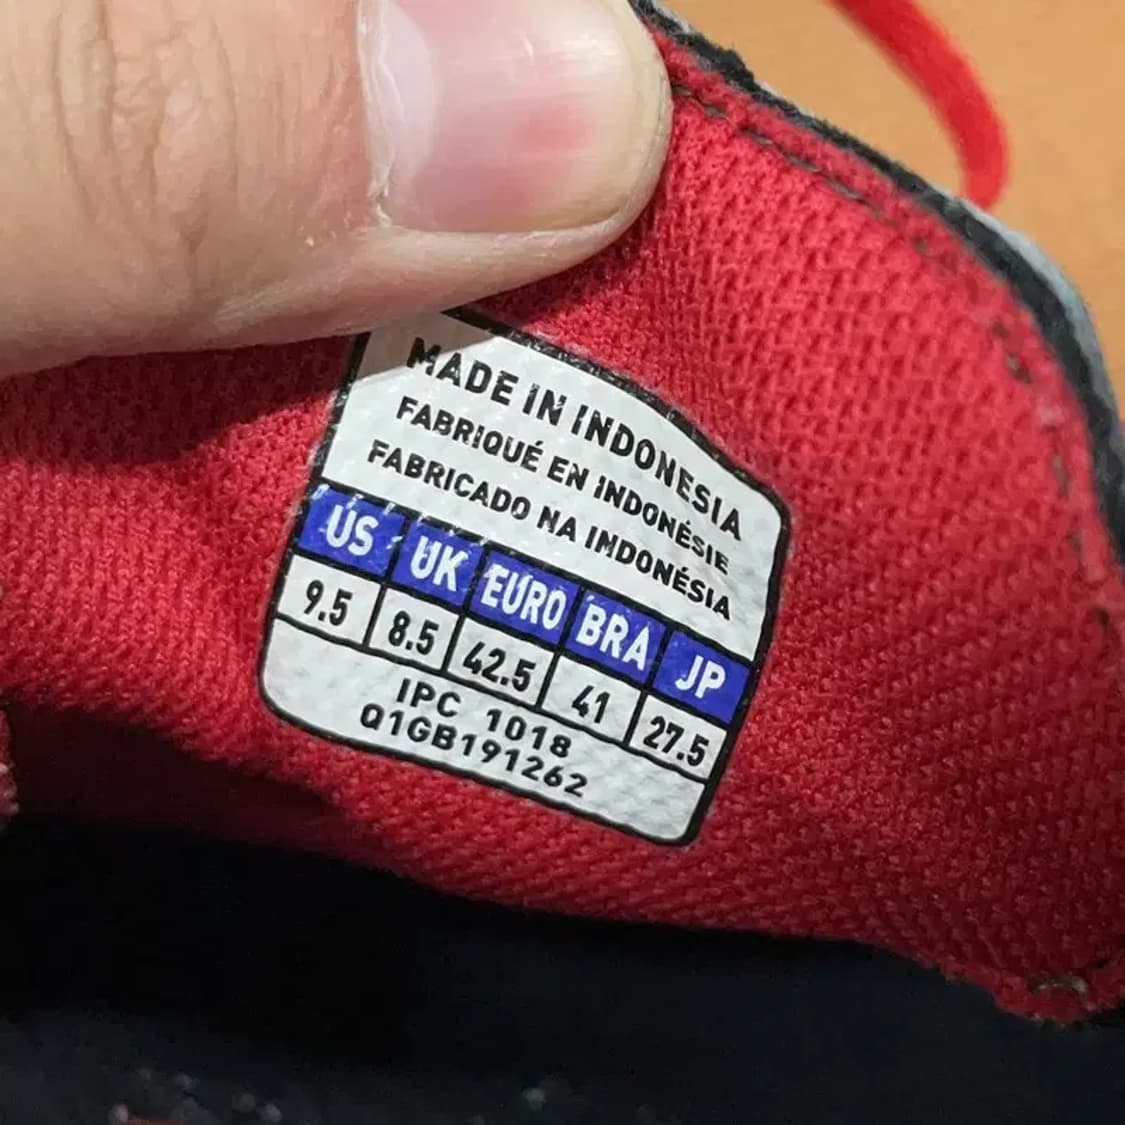 MADE IN INDONESIA
FABRIQUÉ EN INDONÉSIE
FABRICADO NA INDONÉSIA
US UK EURO BRA JP
9.5 8.5 42.5 41 27.5
IPC 1018
Q1GB191262